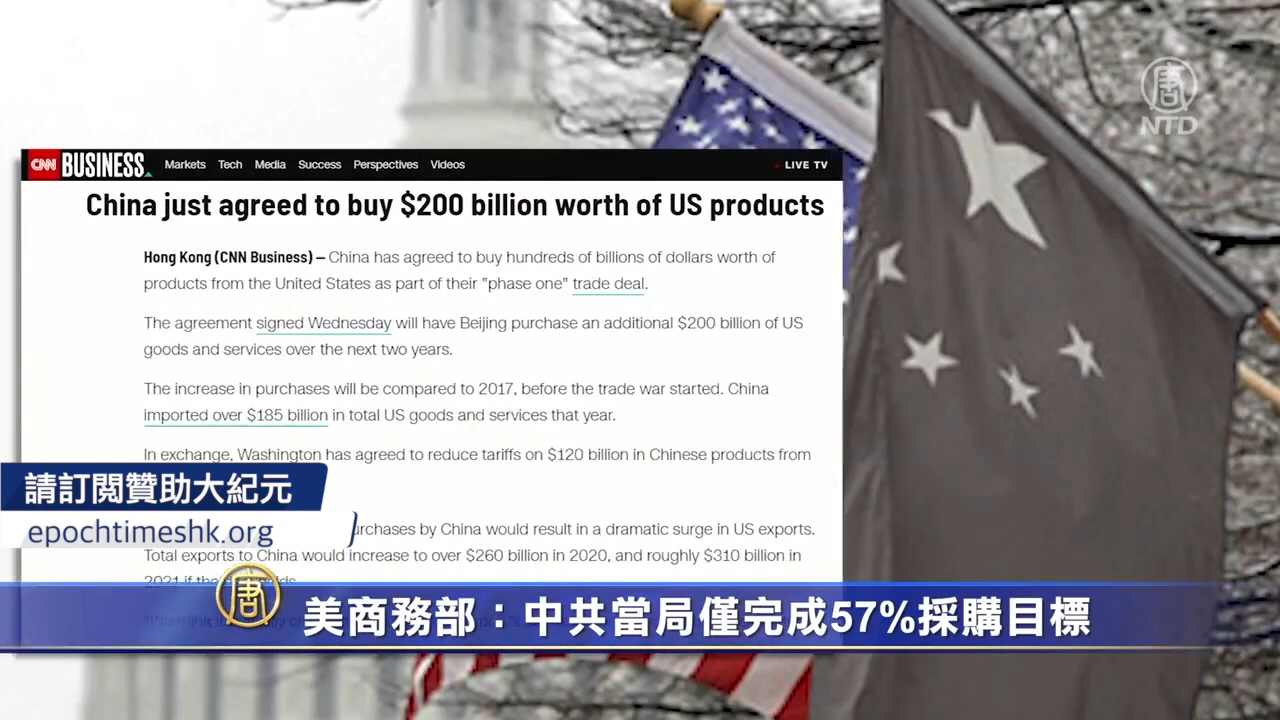 唐
NTD
CNN BUSINESS Markets Tech Media Success Perspectives Videos LIVE TV
China just agreed to buy $200 billion worth of US products
Hong Kong (CNN Business) — China has agreed to buy hundreds of billions of dollars worth of
products from the United States as part of their "phase one" trade deal.
The agreement signed Wednesday will have Beijing purchase an additional $200 billion of US
goods and services over the next two years.
The increase in purchases will be compared to 2017, before the trade war started. China
imported over $185 billion in total US goods and services that year.
In exchange, Washington has agreed to reduce tariffs on $120 billion in Chinese products from
請訂閱贊助大紀元
epochtimeshk.org
urchases by China would result in a dramatic surge in US exports.
Total exports to China would increase to over $260 billion in 2020, and roughly $310 billion in
2021 if the
唐
美商務部：中共當局僅完成57%採購目標